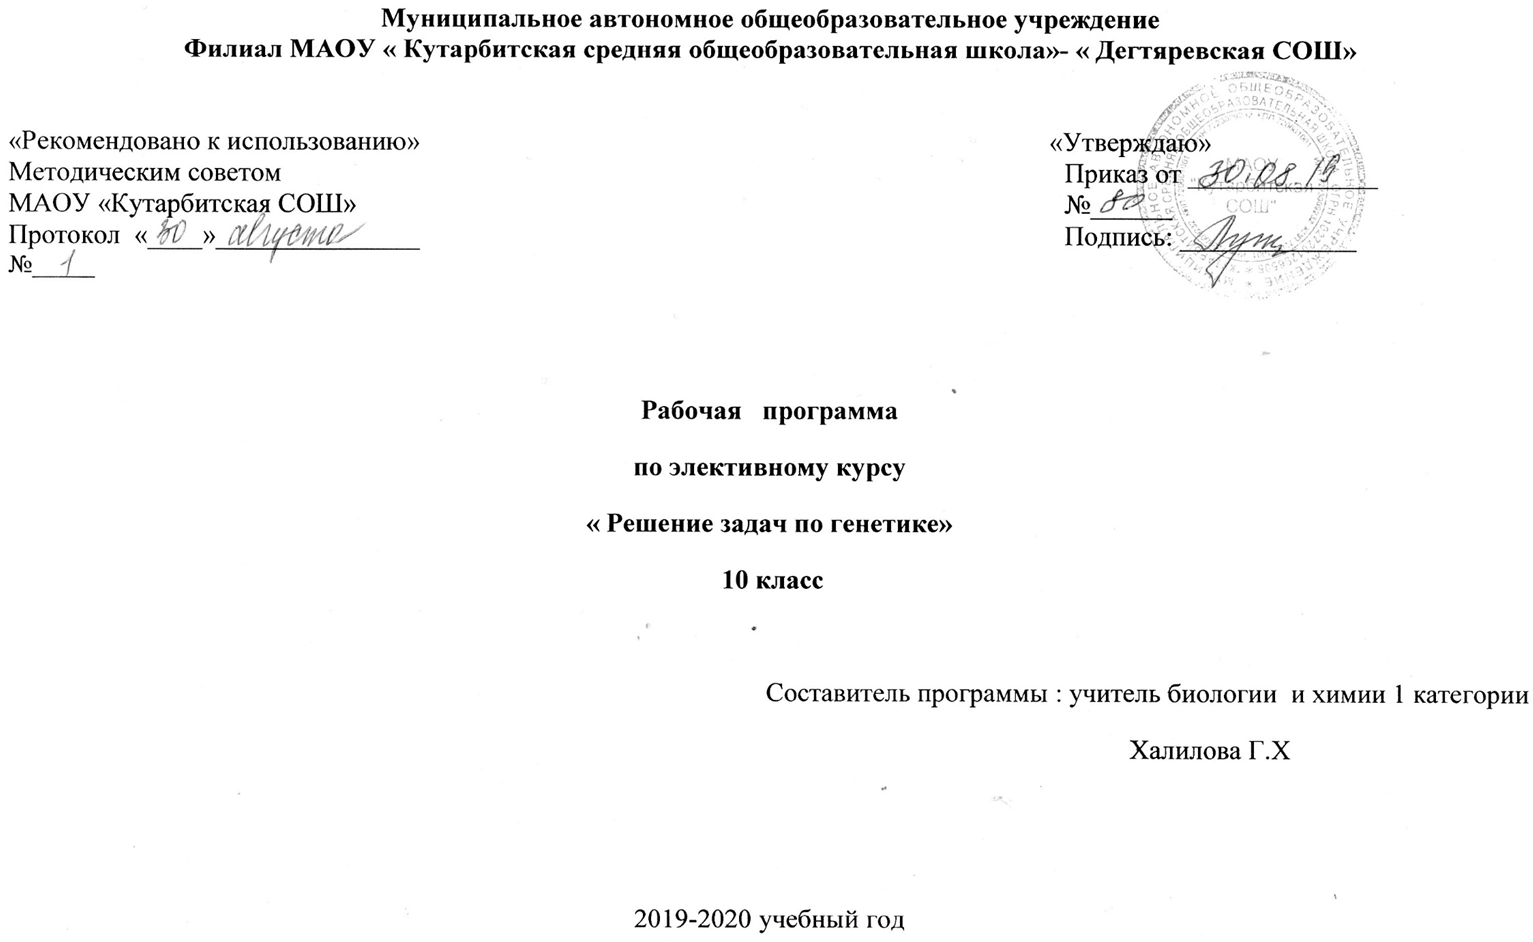 Муниципальное автономное общеобразовательное учреждение
Филиал МАОУ « Кутарбитская средняя общеобразовательная школа»- « Дегтяревская СОШ»
«Рекомендовано к использованию»
Методическим советом
МАОУ «Кутарбитская СОШ»
Протокол «30» августа
№ 1
«Утверждаю»
Приказ от 30.08.19
№ 80
Подпись:
СОШ"
Рабочая программа
по элективному курсу
« Решение задач по генетике»
10 класс
Составитель программы : учитель биологии и химии 1 категории
Халилова Г.Х
2019-2020 учебный год